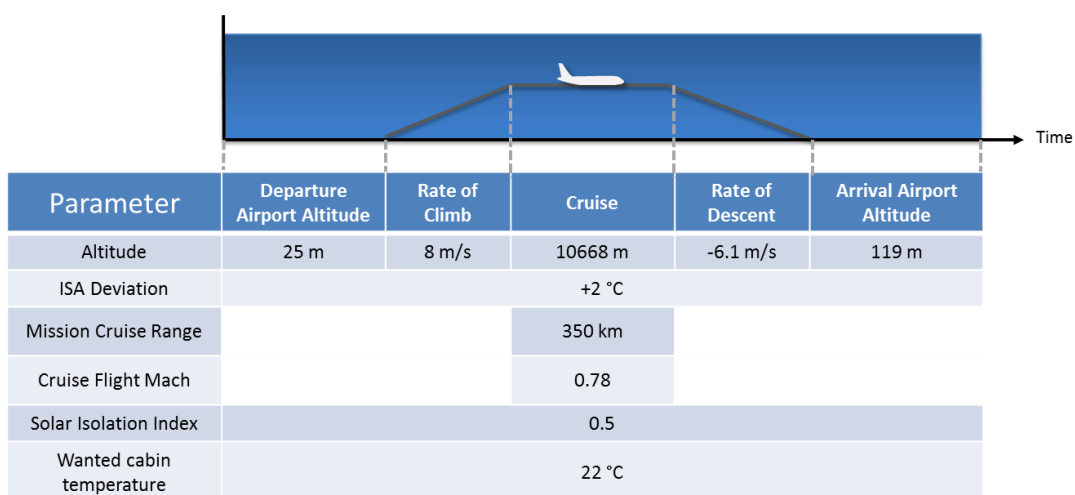 Time
Parameter
Departure
Airport Altitude
Rate of
Climb
Cruise
Rate of
Descent
Arrival Airport
Altitude
Altitude
25 m
8 m/s
10668 m
-6.1 m/s
119 m
ISA Deviation
+2 °C
Mission Cruise Range
350 km
Cruise Flight Mach
0.78
Solar Isolation Index
0.5
Wanted cabin
temperature
22 °C